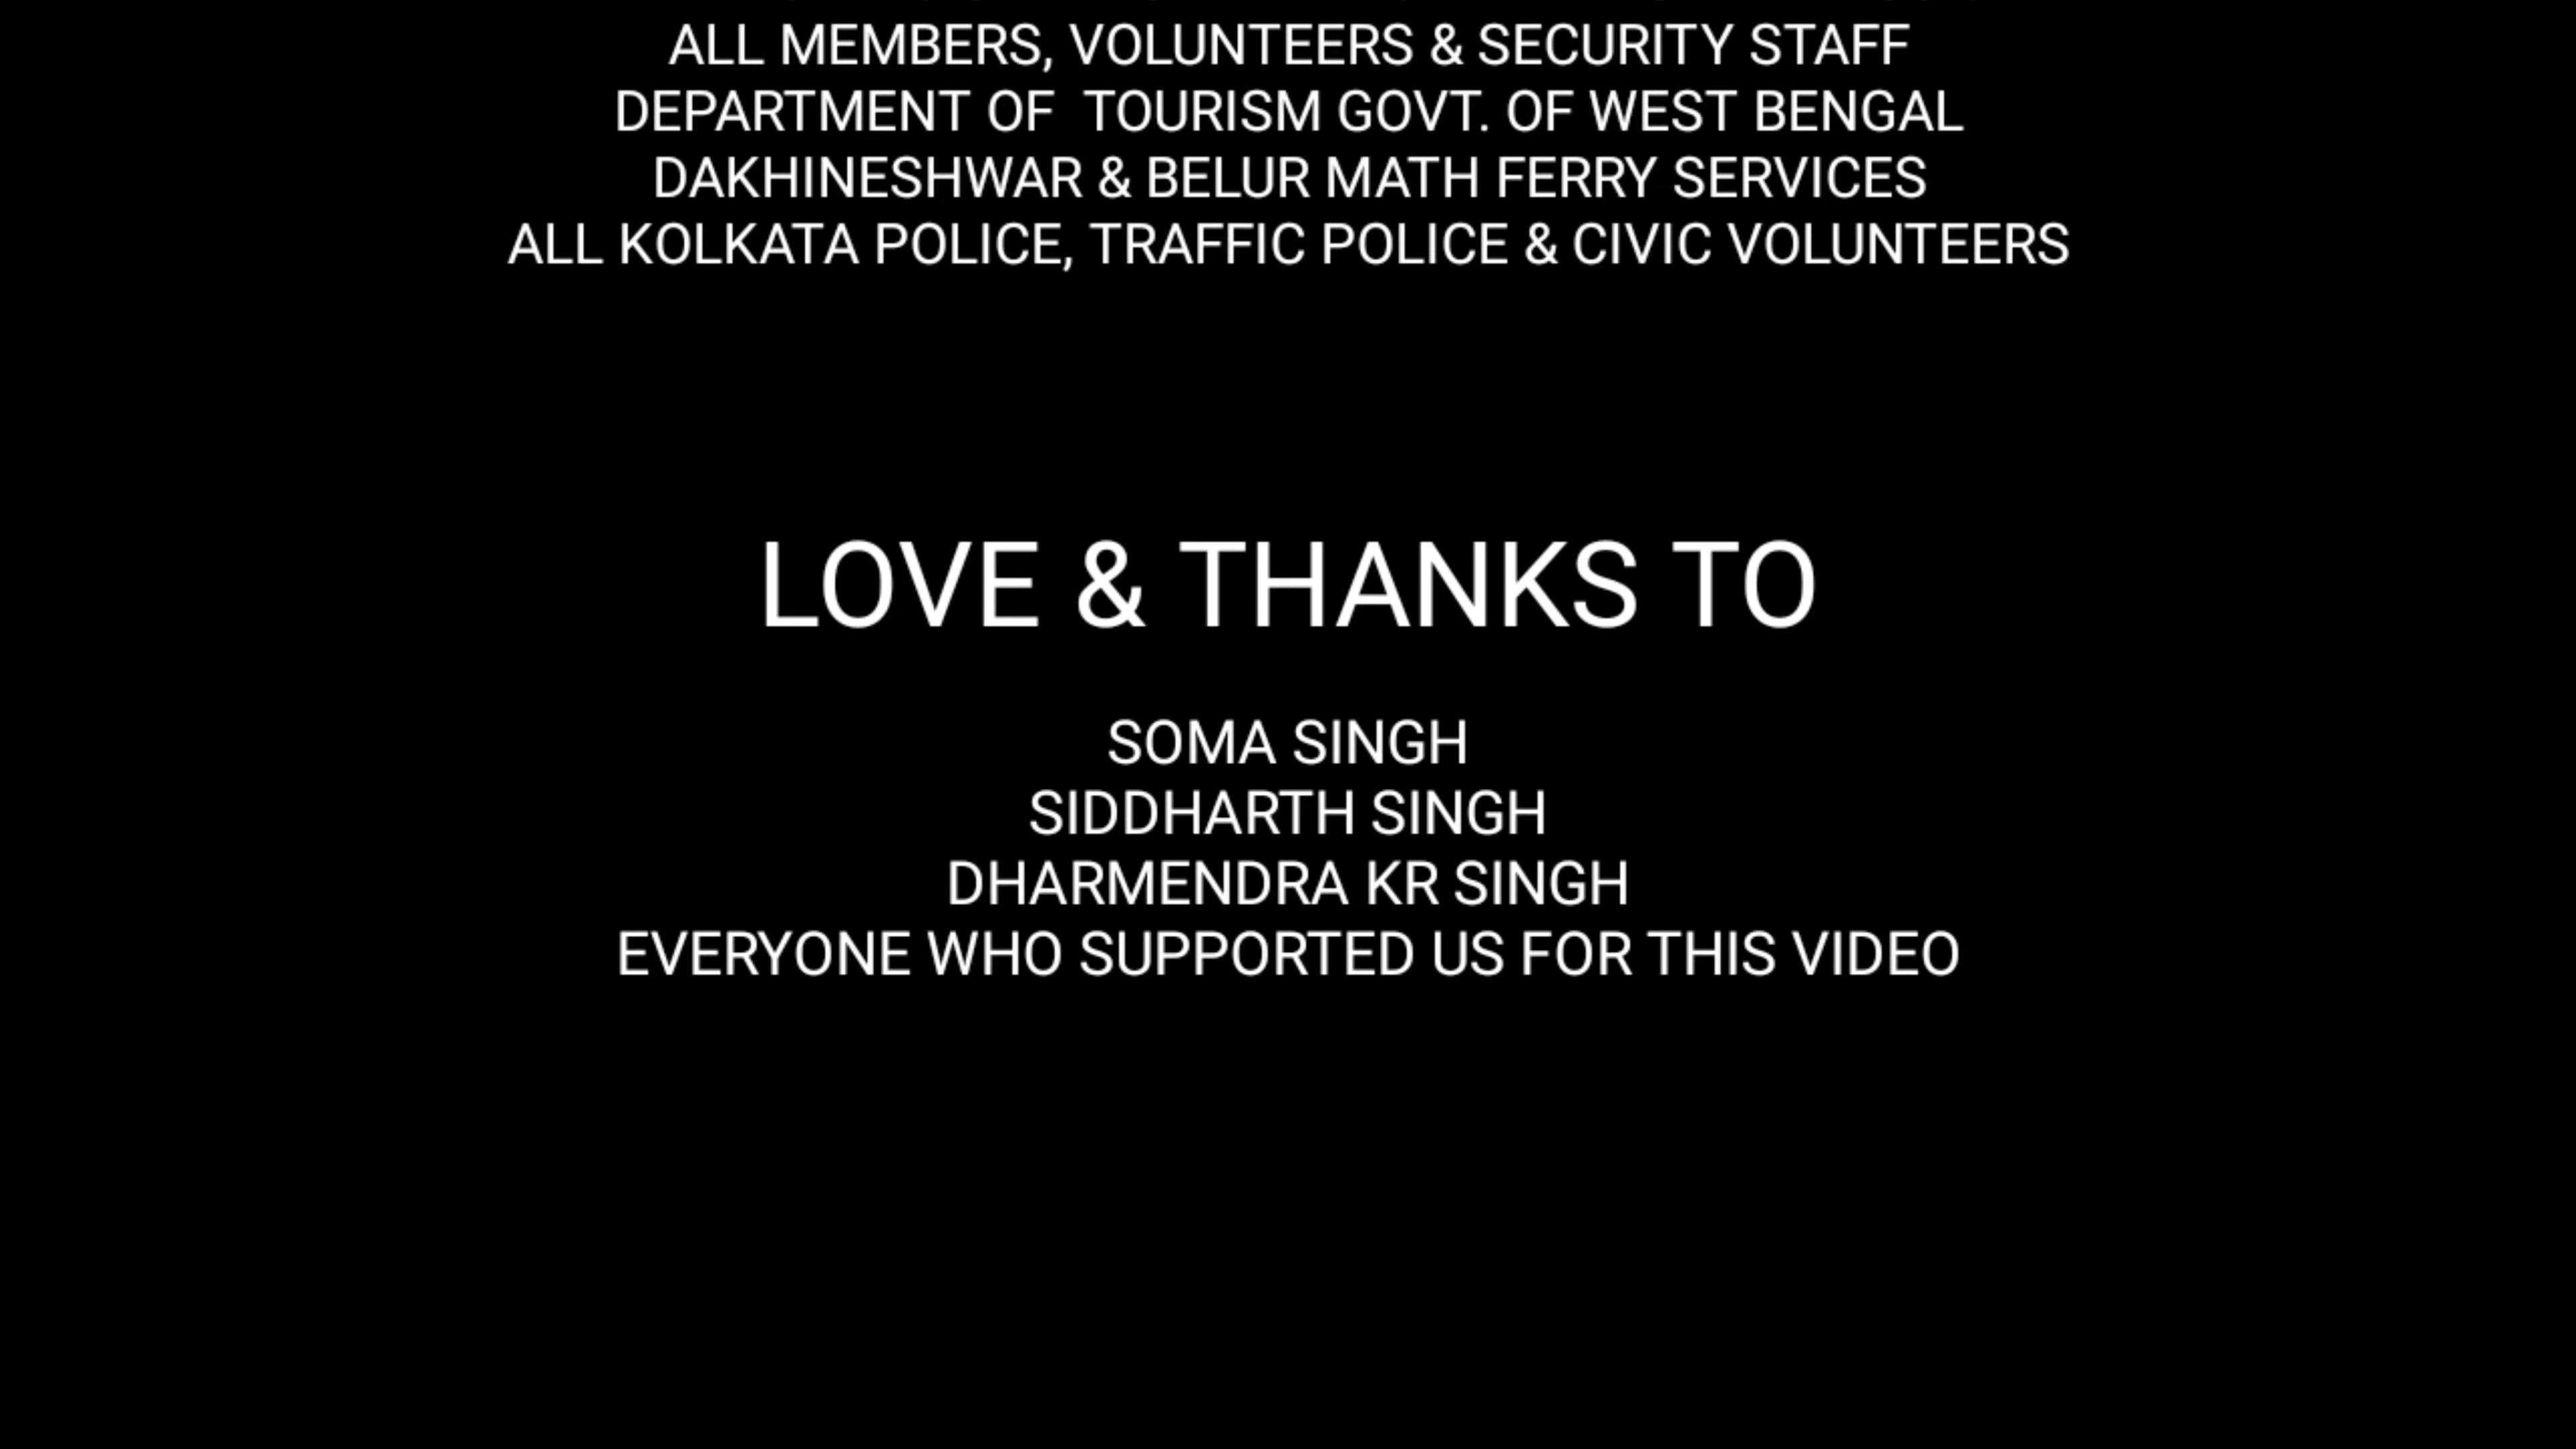 ALL MEMBERS, VOLUNTEERS & SECURITY STAFF
DEPARTMENT OF  TOURISM GOVT. OF WEST BENGAL
DAKHINESHWAR & BELUR MATH FERRY SERVICES
ALL KOLKATA POLICE, TRAFFIC POLICE & CIVIC VOLUNTEERS
LOVE & THANKS TO
SOMA SINGH
SIDDHARTH SINGH
DHARMENDRA KR SINGH
EVERYONE WHO SUPPORTED US FOR THIS VIDEO